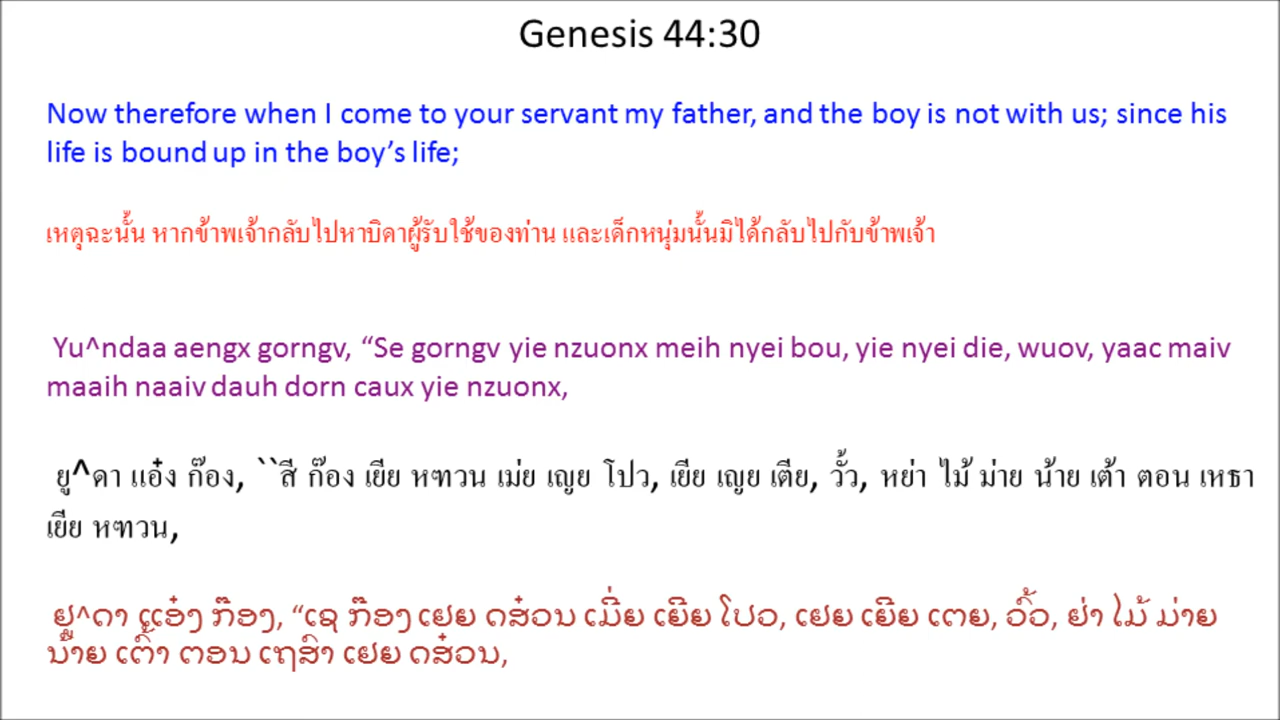 Genesis 44:30
Now therefore when I come to your servant my father, and the boy is not with us; since his
life is bound up in the boy’s life;
เหตุฉะนั้น หากข้าพเจ้ากลับไปหาบิดาผู้รับใช้ของท่าน และเด็กหนุ่มนั้นมิได้กลับไปกับข้าพเจ้า
Yu^ndaa aengx gorngv, “Se gorngv yie nzuonx meih nyei bou, yie nyei die, wuov, yaac maiv
maaih naaiv dauh dorn caux yie nzuonx,
ยู^ดา แอ๋ง ก๊อง, ``สี ก๊อง เยีย หฑวน เม่ย เญย โปว, เยีย เญย เตีย, วั้ว, หย่า ไม้ ม่าย น้าย เต้า ตอน เหธา
เยีย หฑวน,
ຢູ^ດາ ແອ໋ງ ກ໊ອງ, “ເຊ ກ໊ອງ ເຢຍ ດສ໋ວນ ເມີ່ຍ ເຍີຍ ໂປວ, ເຢຍ ເຍີຍ ເຕຍ, ວົ້ວ, ຢ່າ ໄມ້ ມ່າຍ
ນ້າຍ ເຕົ້າ ຕອນ ເຖສົາ ເຢຍ ດສ໋ວນ,